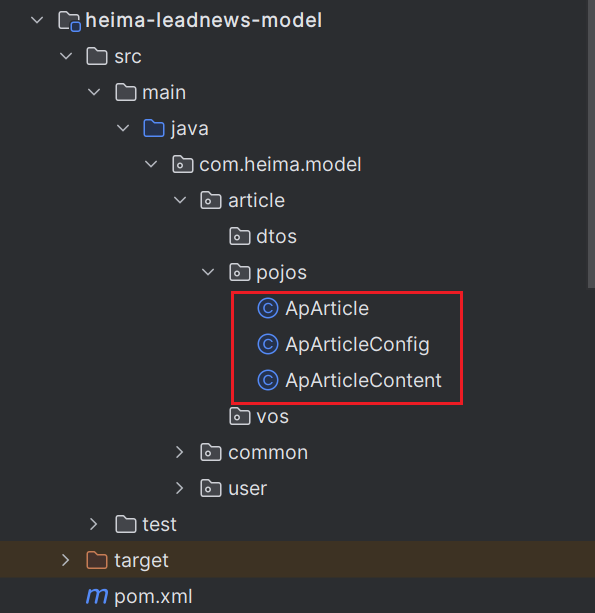 heima-leadnews-model
src
main
java
com.heima.model
article
dtos
pojos
C ApArticle
C ApArticleConfig
C ApArticleContent
vos
common
user
test
target
m pom.xml